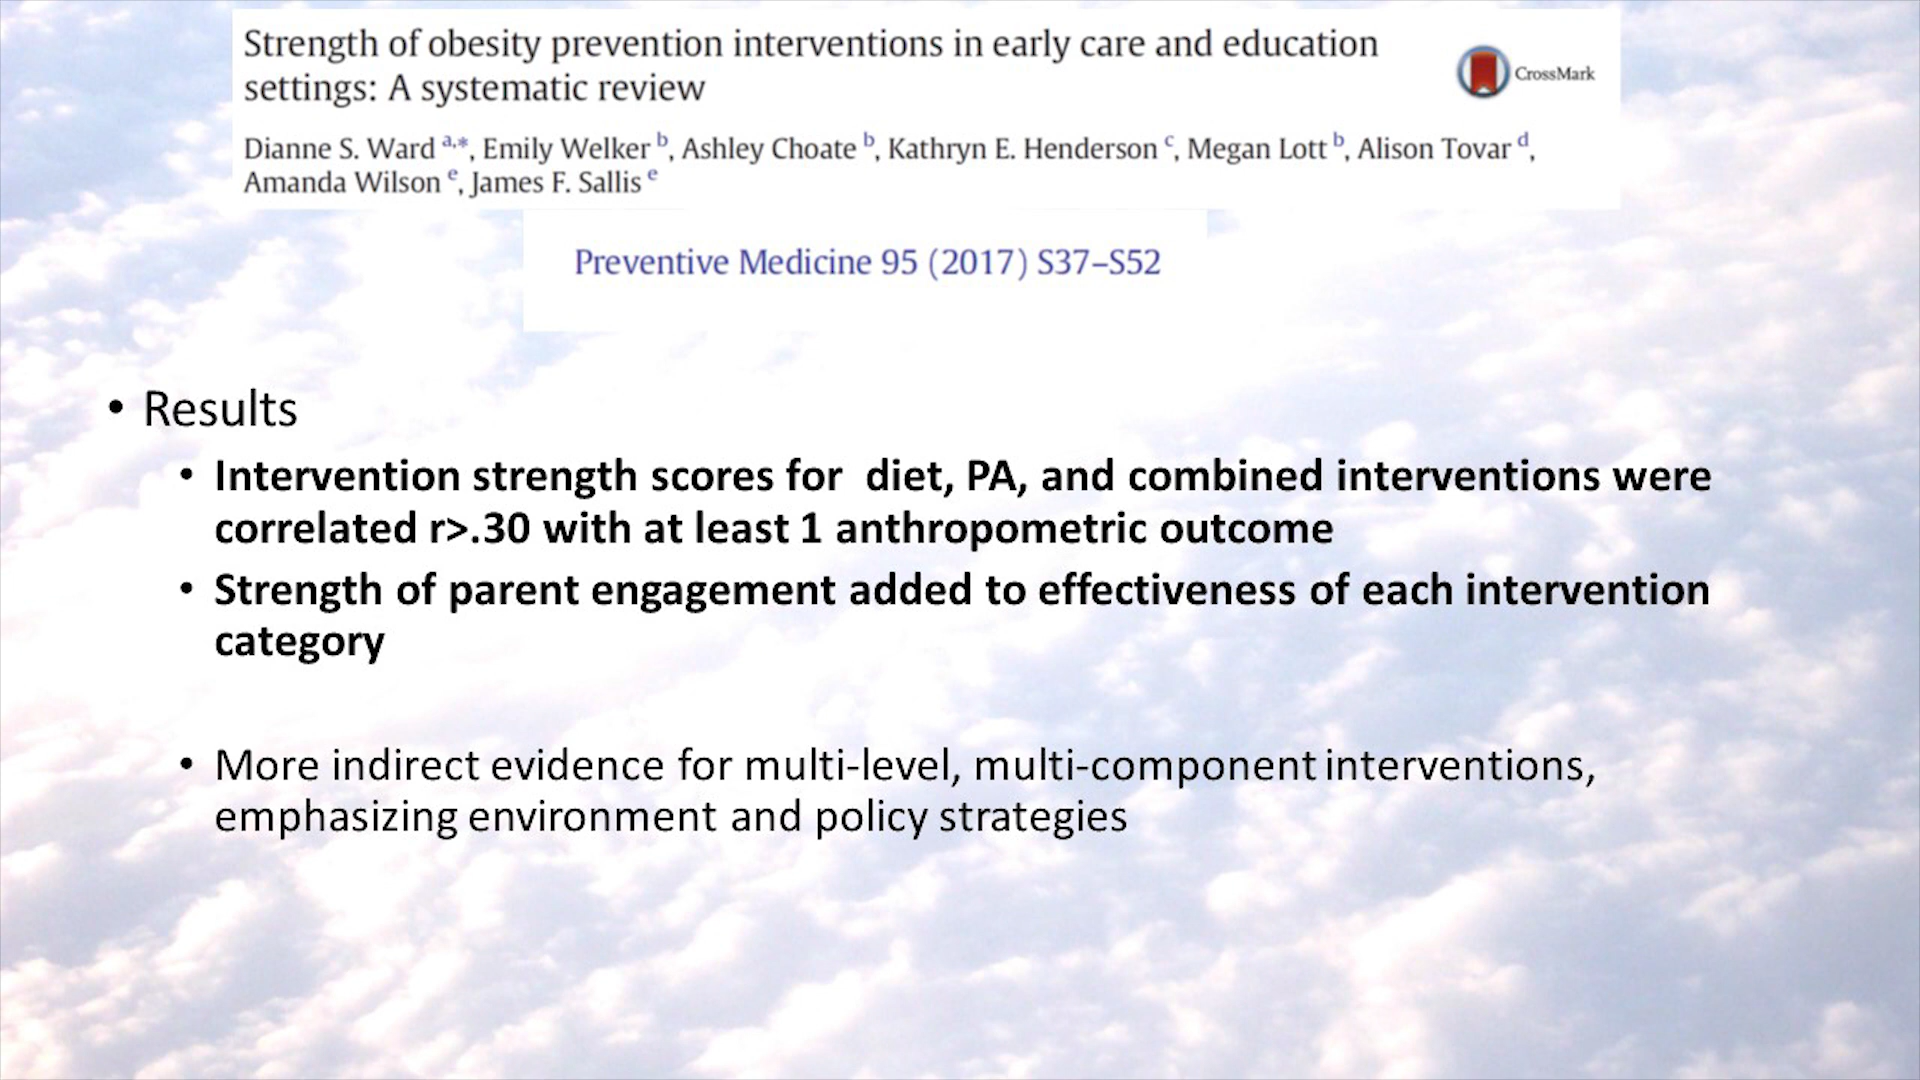 Strength of obesity prevention interventions in early care and education
settings: A systematic review
CrossMark
Dianne S. Ward a,*, Emily Welker b, Ashley Choate b, Kathryn E. Henderson c, Megan Lott b, Alison Tovar d,
Amanda Wilson e, James F. Sallis e
Preventive Medicine 95 (2017) S37–S52
• Results
• Intervention strength scores for  diet, PA, and combined interventions were
correlated r>.30 with at least 1 anthropometric outcome
• Strength of parent engagement added to effectiveness of each intervention
category
• More indirect evidence for multi-level, multi-component interventions,
emphasizing environment and policy strategies